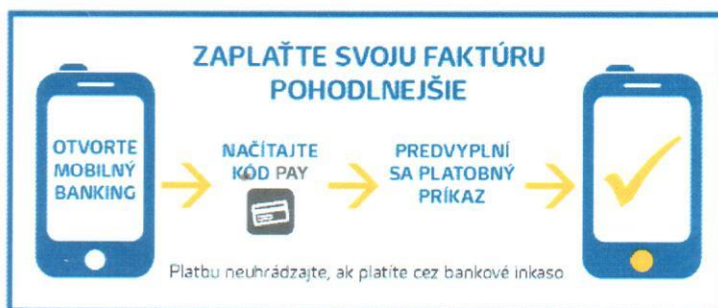 ZAPLAŤTE SVOJU FAKTÚRU
POHODLNEJŠIE
OTVORTE
MOBILNÝ
BANKING
NAČÍTAJTE
KÓD PAY
PREDVYPLNÍ
SA PLATOBNÝ
PRÍKAZ
Platbu neuhrádzajte, ak platíte cez bankové inkaso